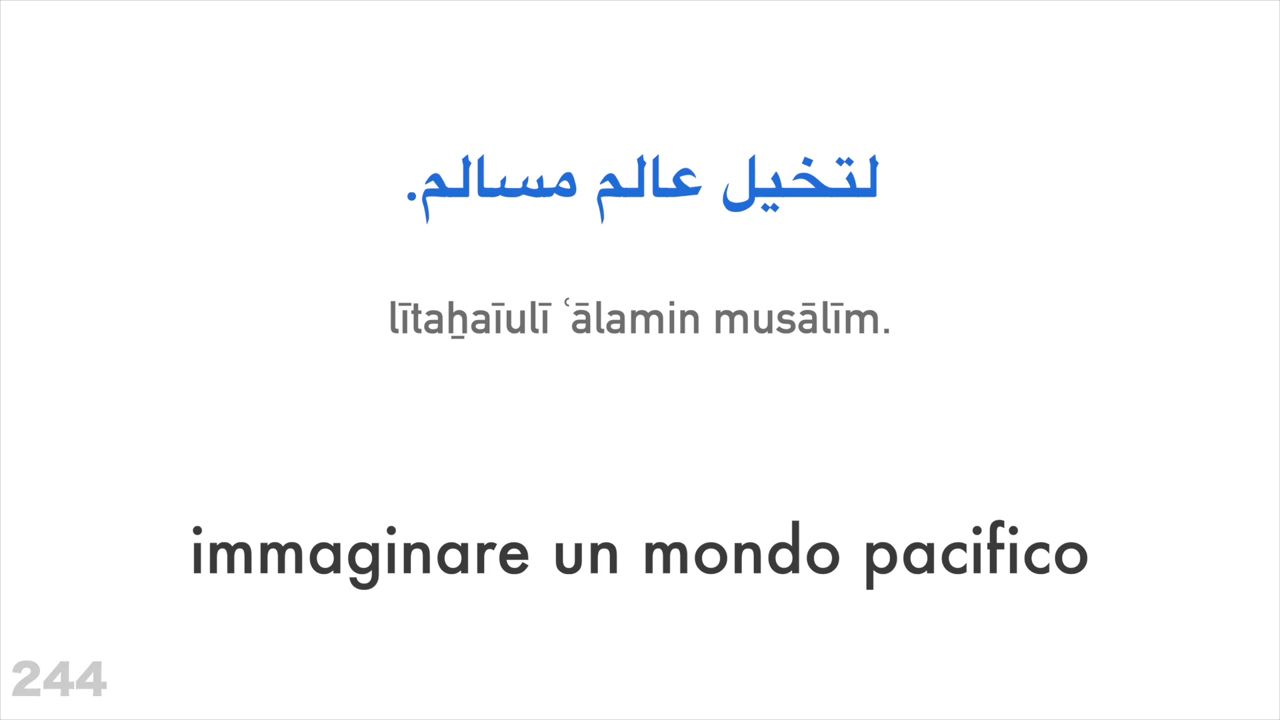 لتخيل عالم مسالم.
lītaẖaīulī ʿālamin musālīm.
immaginare un mondo pacifico
244